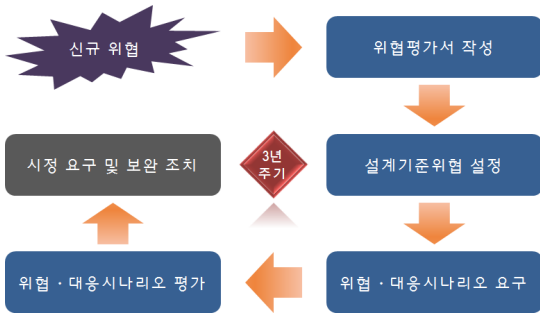 신규 위협
위협평가서 작성
설계기준위협 설정
위협 · 대응시나리오 요구
위협 · 대응시나리오 평가
시정 요구 및 보완 조치
3년
주기